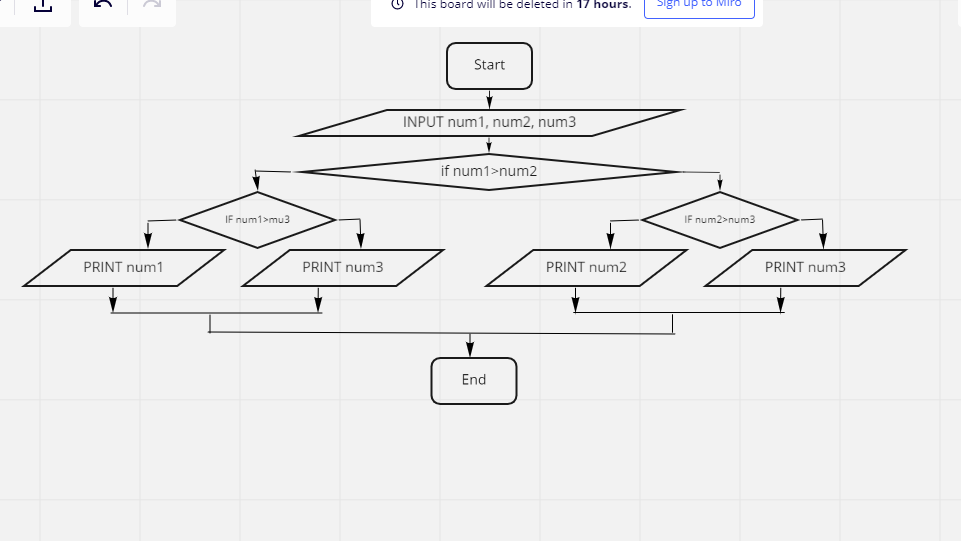 This board will be deleted in 17 hours.
Sign up to Miro
Start
INPUT num1, num2, num3
if num1>num2
IF num1>mu3
IF num2>num3
PRINT num1
PRINT num3
PRINT num2
PRINT num3
End